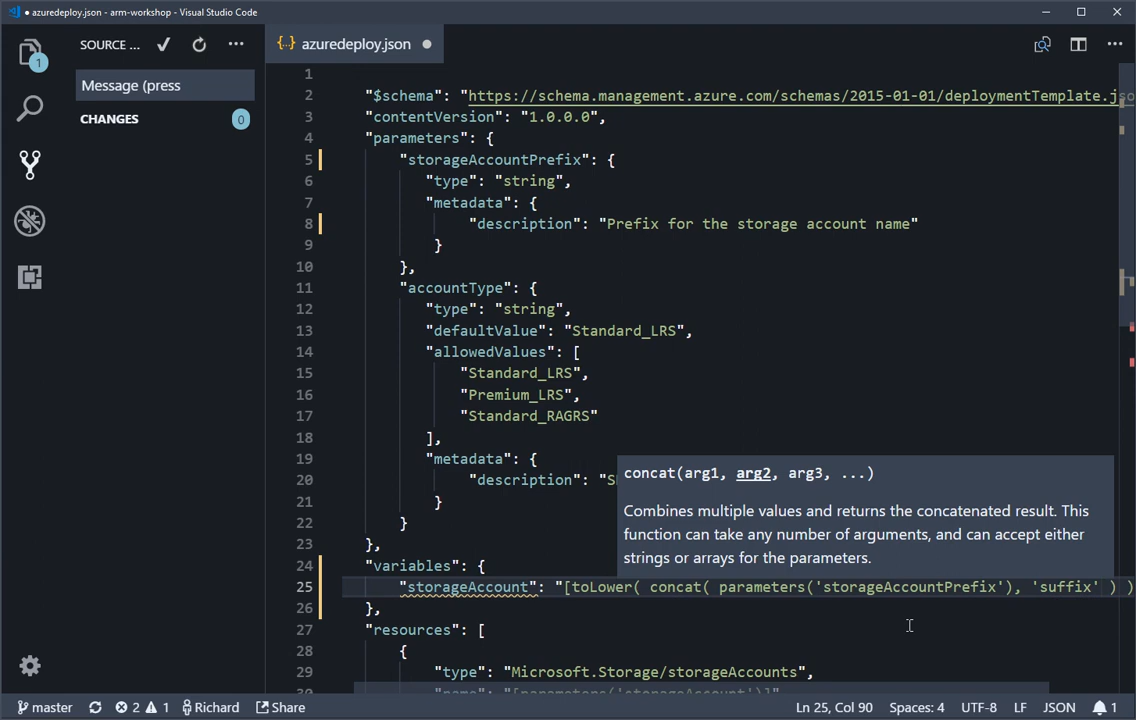 azuredeploy.json - arm-workshop - Visual Studio Code
SOURCE ...
azuredeploy.json
1
Message (press
CHANGES 0
1
2 "$schema": "https://schema.management.azure.com/schemas/2015-01-01/deploymentTemplate.jso
3 "contentVersion": "1.0.0.0",
4 "parameters": {
5 "storageAccountPrefix": {
6 "type": "string",
7 "metadata": {
8 "description": "Prefix for the storage account name"
9 }
10 },
11 "accountType": {
12 "type": "string",
13 "defaultValue": "Standard_LRS",
14 "allowedValues": [
15 "Standard_LRS",
16 "Premium_LRS",
17 "Standard_RAGRS"
18 ],
19 "metadata": {
20 "description": "S
21 }
22 }
23 },
24 "variables": {
concat(arg1, arg2, arg3, ...)
Combines multiple values and returns the concatenated result. This
function can take any number of arguments, and can accept either
strings or arrays for the parameters.
25 "storageAccount": "[toLower( concat( parameters('storageAccountPrefix'), 'suffix' ) )
26 },
27 "resources": [
28 {
29 "type": "Microsoft.Storage/storageAccounts",
30 "name": "[parameters('storageAccount')]"
master 2 1 Richard Share Ln 25, Col 90 Spaces: 4 UTF-8 LF JSON 1